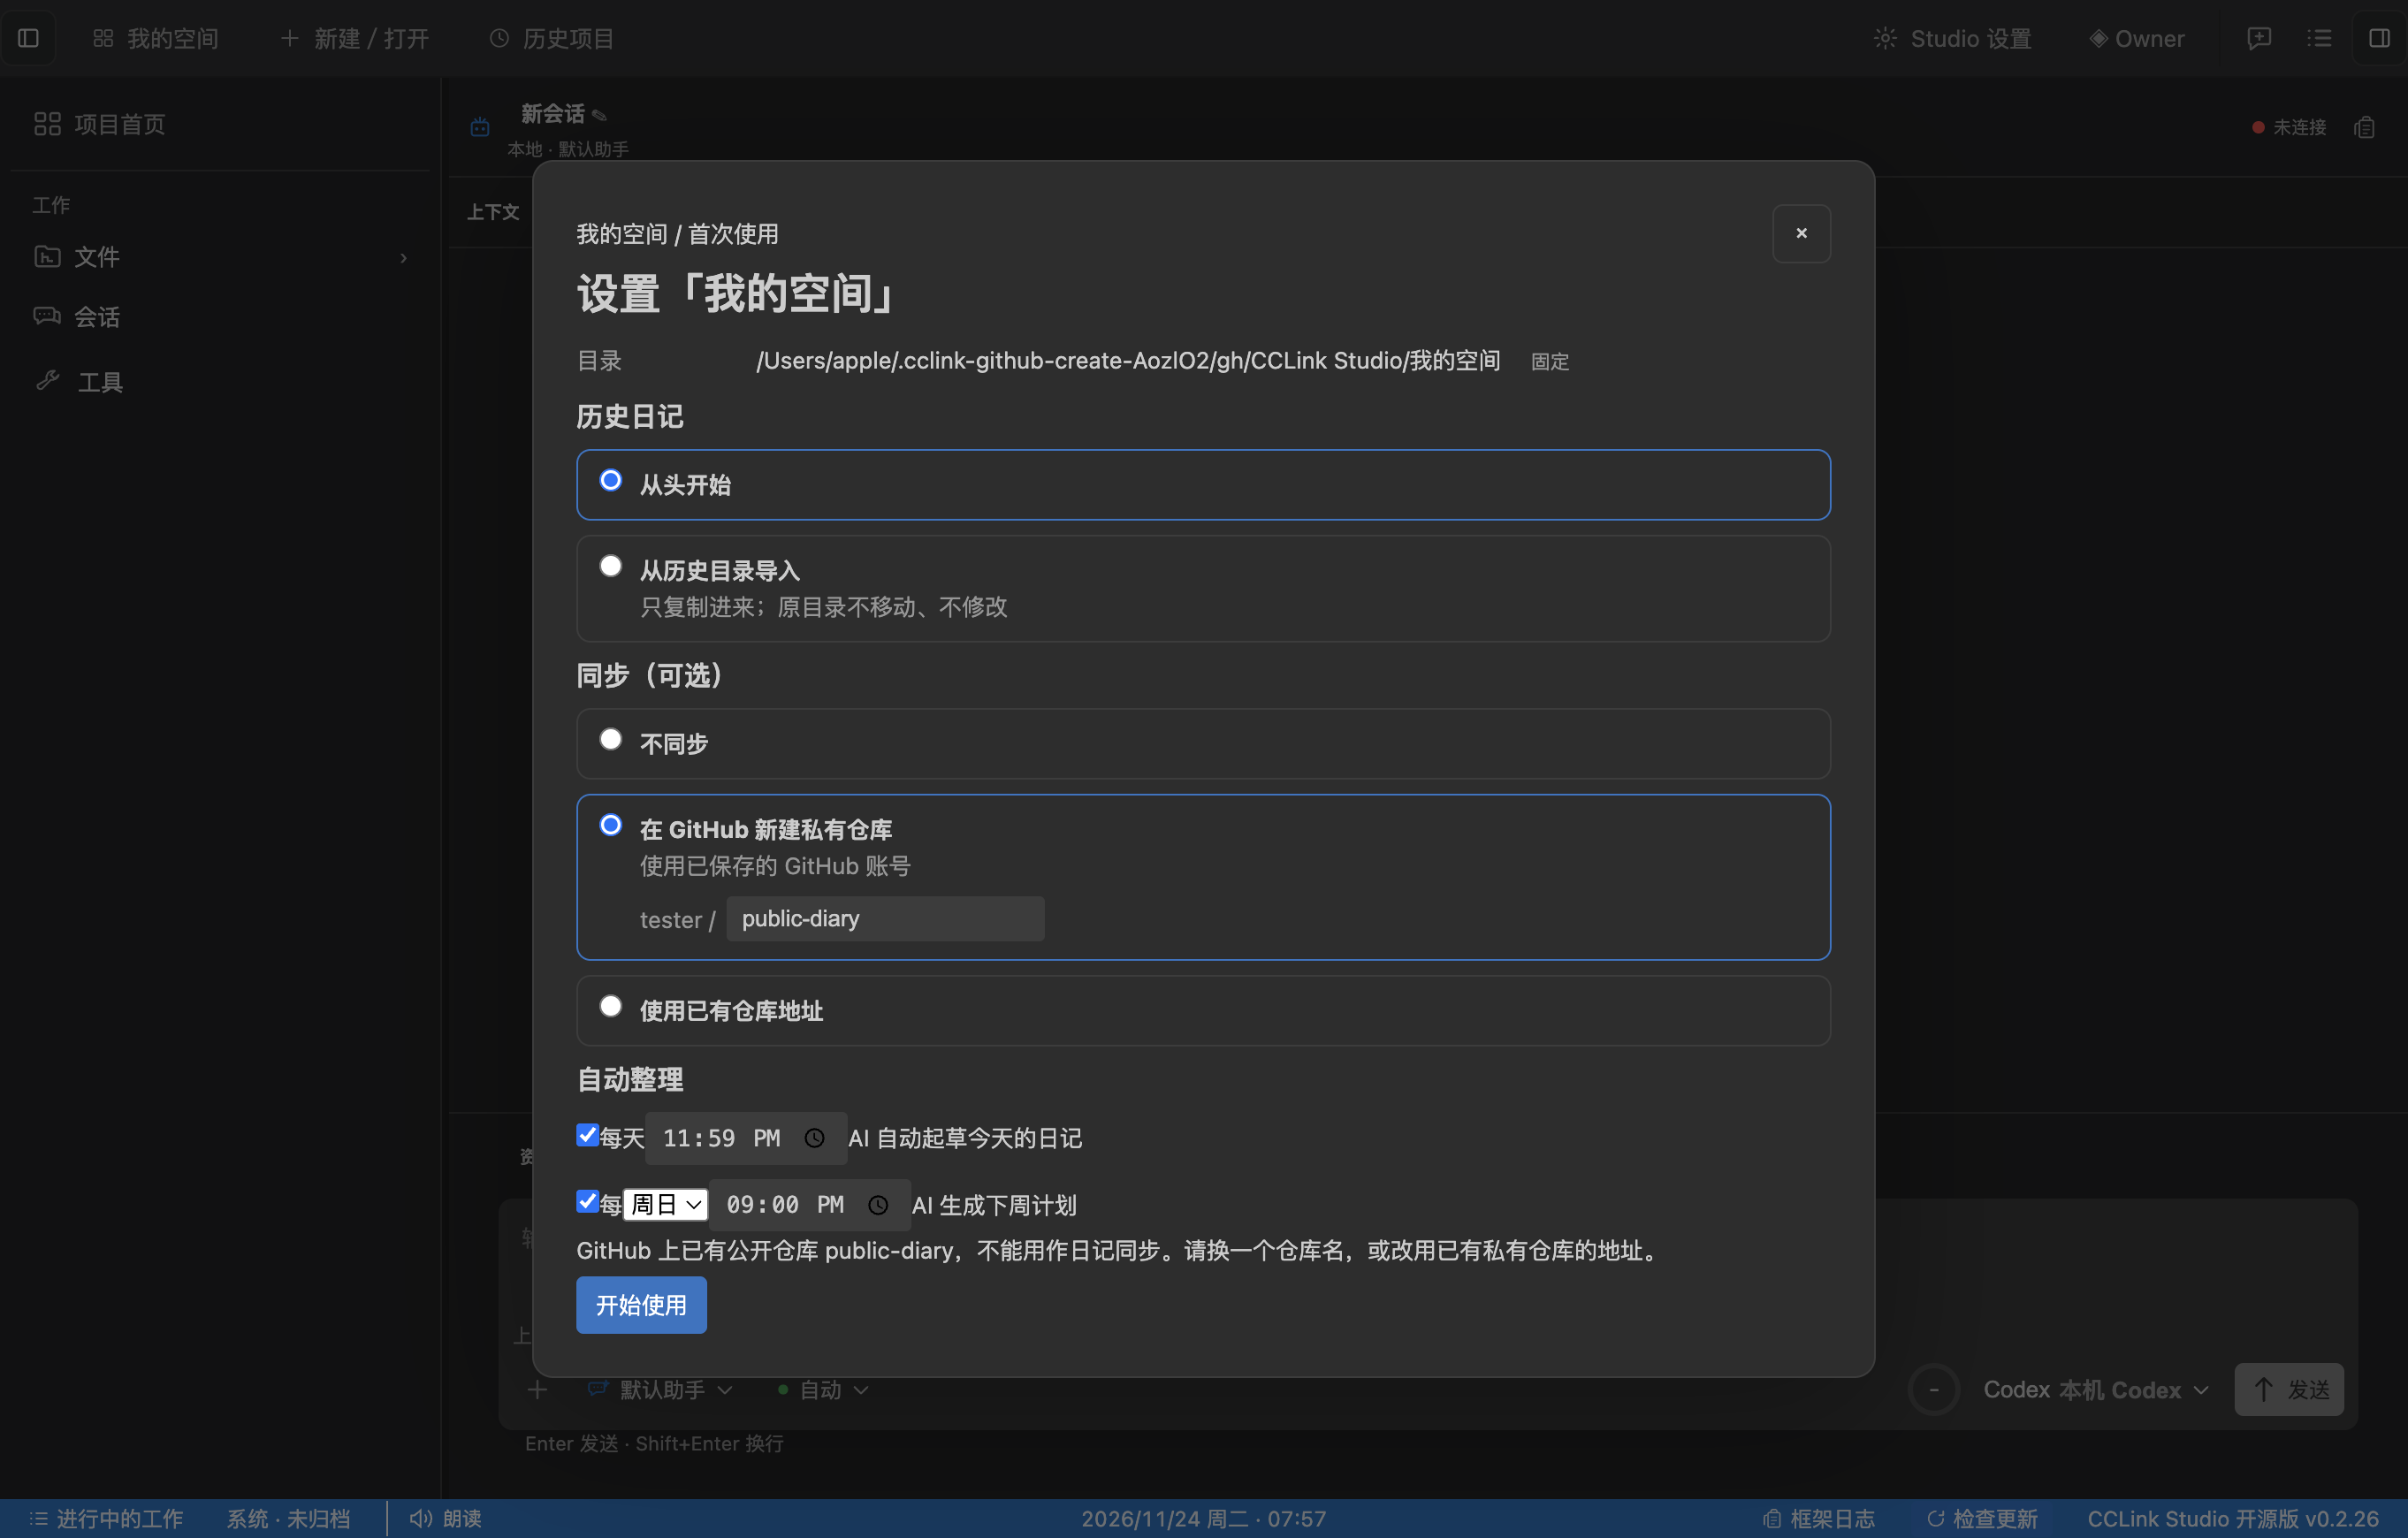 我的空间
新建 / 打开
历史项目
Studio 设置
Owner
项目首页
工作
文件
会话
工具
新会话
本地 · 默认助手
未连接
上下文
我的空间 / 首次使用
×
设置「我的空间」
目录 /Users/apple/.cclink-github-create-AozlO2/gh/CCLink Studio/我的空间 固定
历史日记
从头开始
从历史目录导入
只复制进来；原目录不移动、不修改
同步（可选）
不同步
在 GitHub 新建私有仓库
使用已保存的 GitHub 账号
tester / public-diary
使用已有仓库地址
自动整理
每天 11:59 PM AI 自动起草今天的日记
每 周日 09:00 PM AI 生成下周计划
GitHub 上已有公开仓库 public-diary，不能用作日记同步。请换一个仓库名，或改用已有私有仓库的地址。
开始使用
上
默认助手
自动
-
Codex 本机 Codex
发送
Enter 发送 · Shift+Enter 换行
进行中的工作
系统 · 未归档
朗读
2026/11/24 周二 · 07:57
框架日志
检查更新
CCLink Studio 开源版 v0.2.26